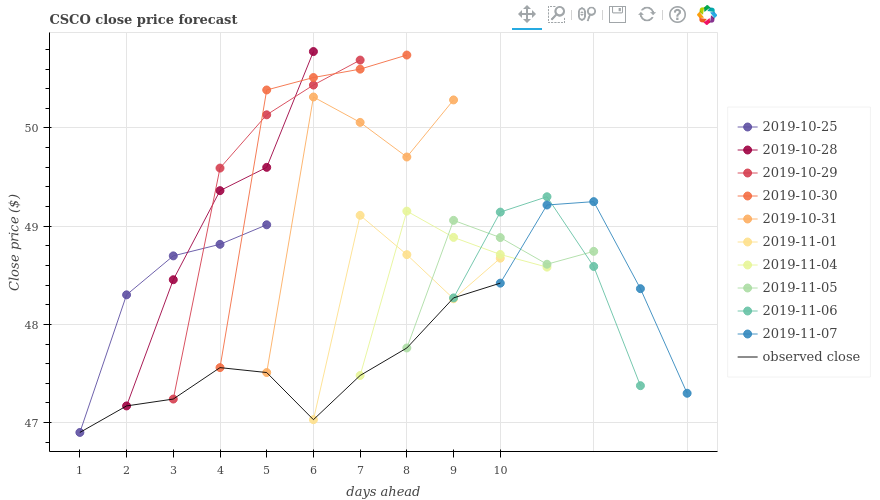 CSCO close price forecast
Close price ($)
50
49
48
47
1 2 3 4 5 6 7 8 9 10
days ahead
2019-10-25
2019-10-28
2019-10-29
2019-10-30
2019-10-31
2019-11-01
2019-11-04
2019-11-05
2019-11-06
2019-11-07
observed close